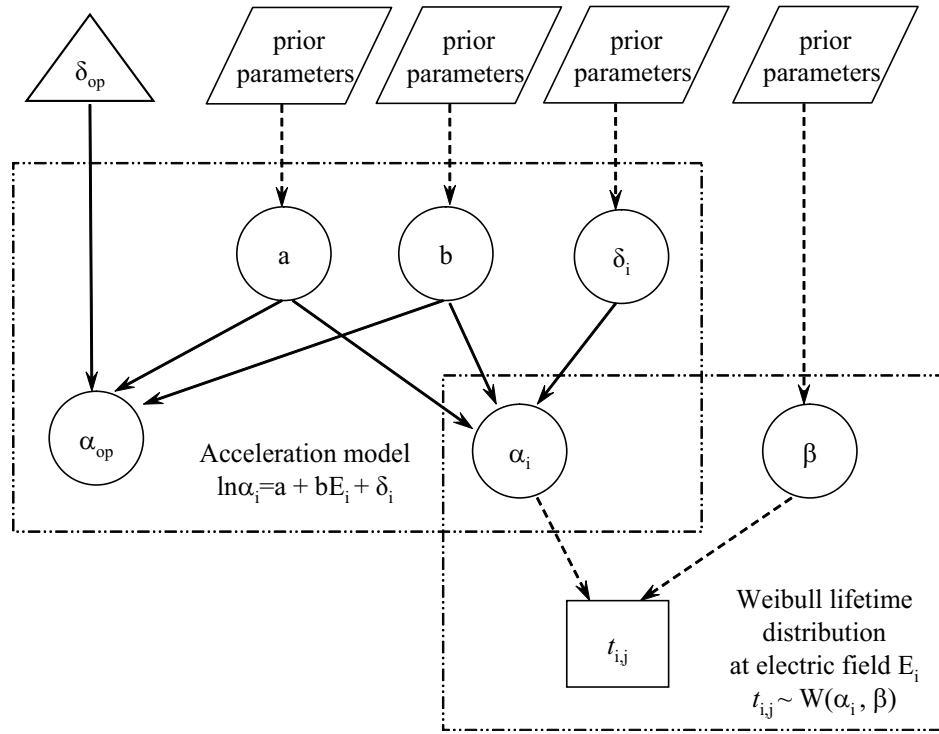 δop
prior
parameters
prior
parameters
prior
parameters
prior
parameters
a
b
δi
αop
Acceleration model
lnαi=a + bEi + δi
αi
β
ti,j
Weibull lifetime
distribution
at electric field Ei
ti,j ~ W(αi , β)